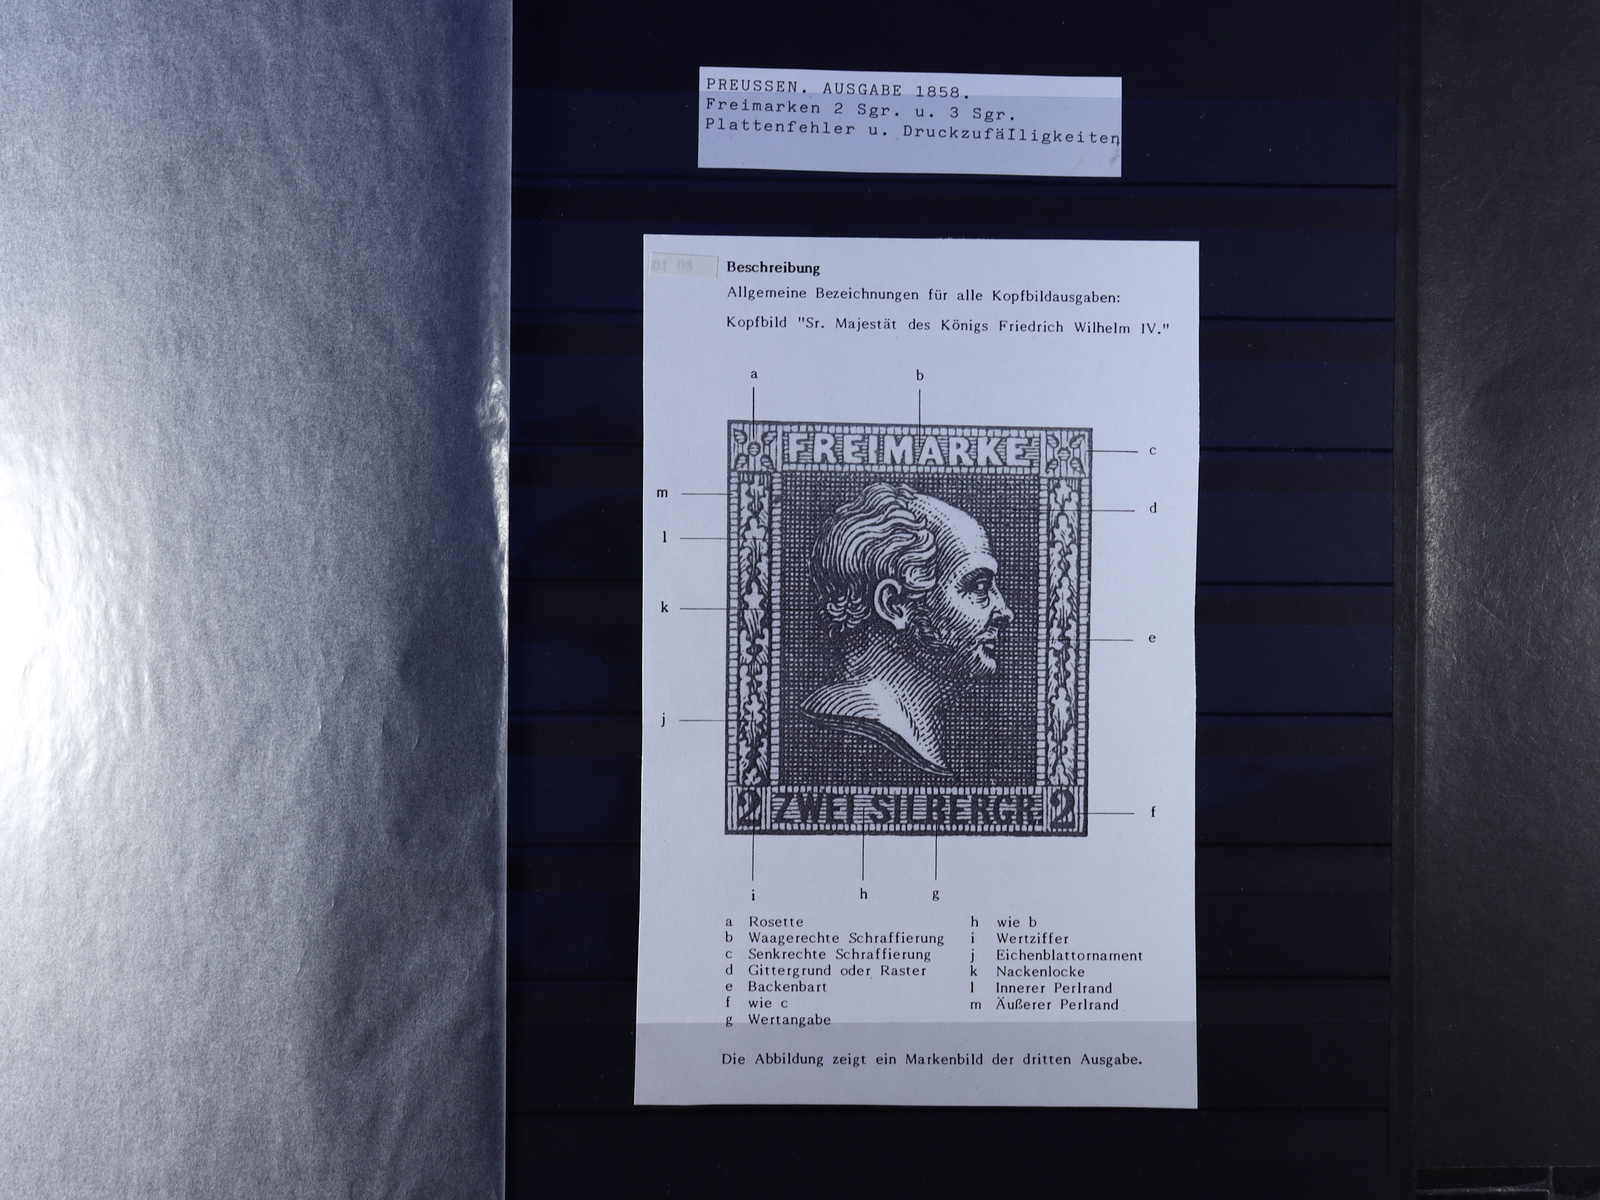 PREUSSEN. AUSGABE 1858.
Freimarken 2 Sgr. u. 3 Sgr.
Plattenfehler u. Druckzufälligkeiten
Beschreibung
Allgemeine Bezeichnungen für alle Kopfbildausgaben:
Kopfbild "Sr. Majestät des Königs Friedrich Wilhelm IV."
a b
FREIMARKE
c
m
d
l
k
e
j
2 ZWEI SILBERGR. 2
f
i h g
a Rosette
b Waagerechte Schraffierung
c Senkrechte Schraffierung
d Gittergrund oder Raster
e Backenbart
f wie c
g Wertangabe
h wie b
i Wertziffer
j Eichenblattornament
k Nackenlocke
l Innerer Perlrand
m Äußerer Perlrand
Die Abbildung zeigt ein Markenbild der dritten Ausgabe.